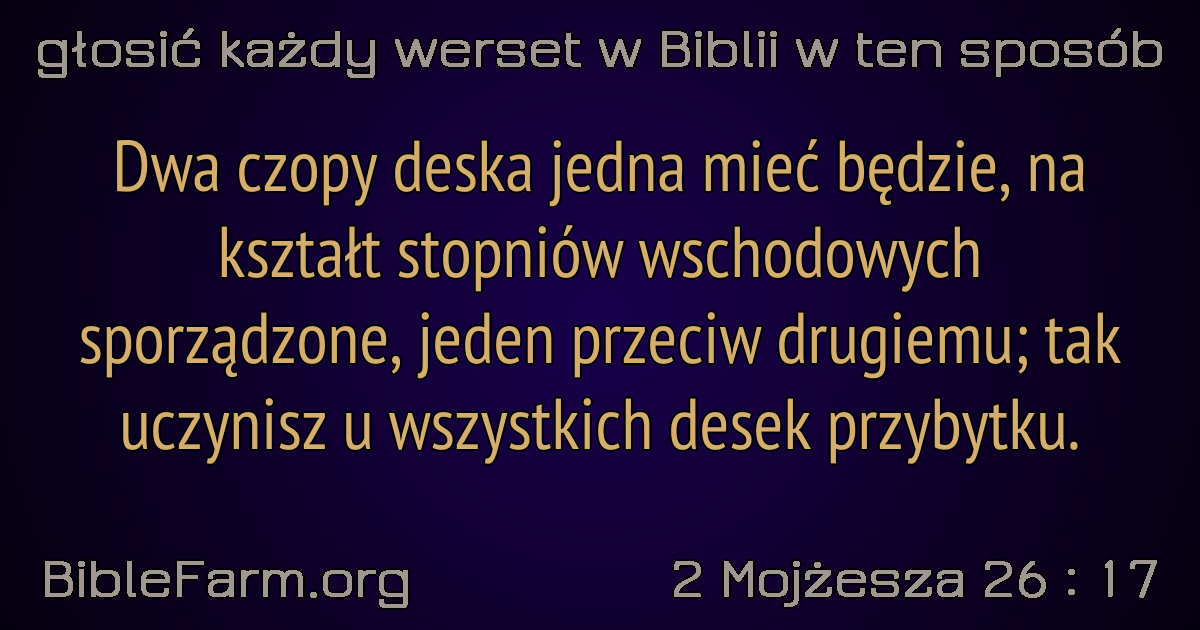 głosić każdy werset w Biblii w ten sposób
Dwa czopy deska jedna mieć będzie, na
kształt stopniów wschodowych
sporządzone, jeden przeciw drugiemu; tak
uczynisz u wszystkich desek przybytku.
BibleFarm.org
2 Mojżesza 26 : 17